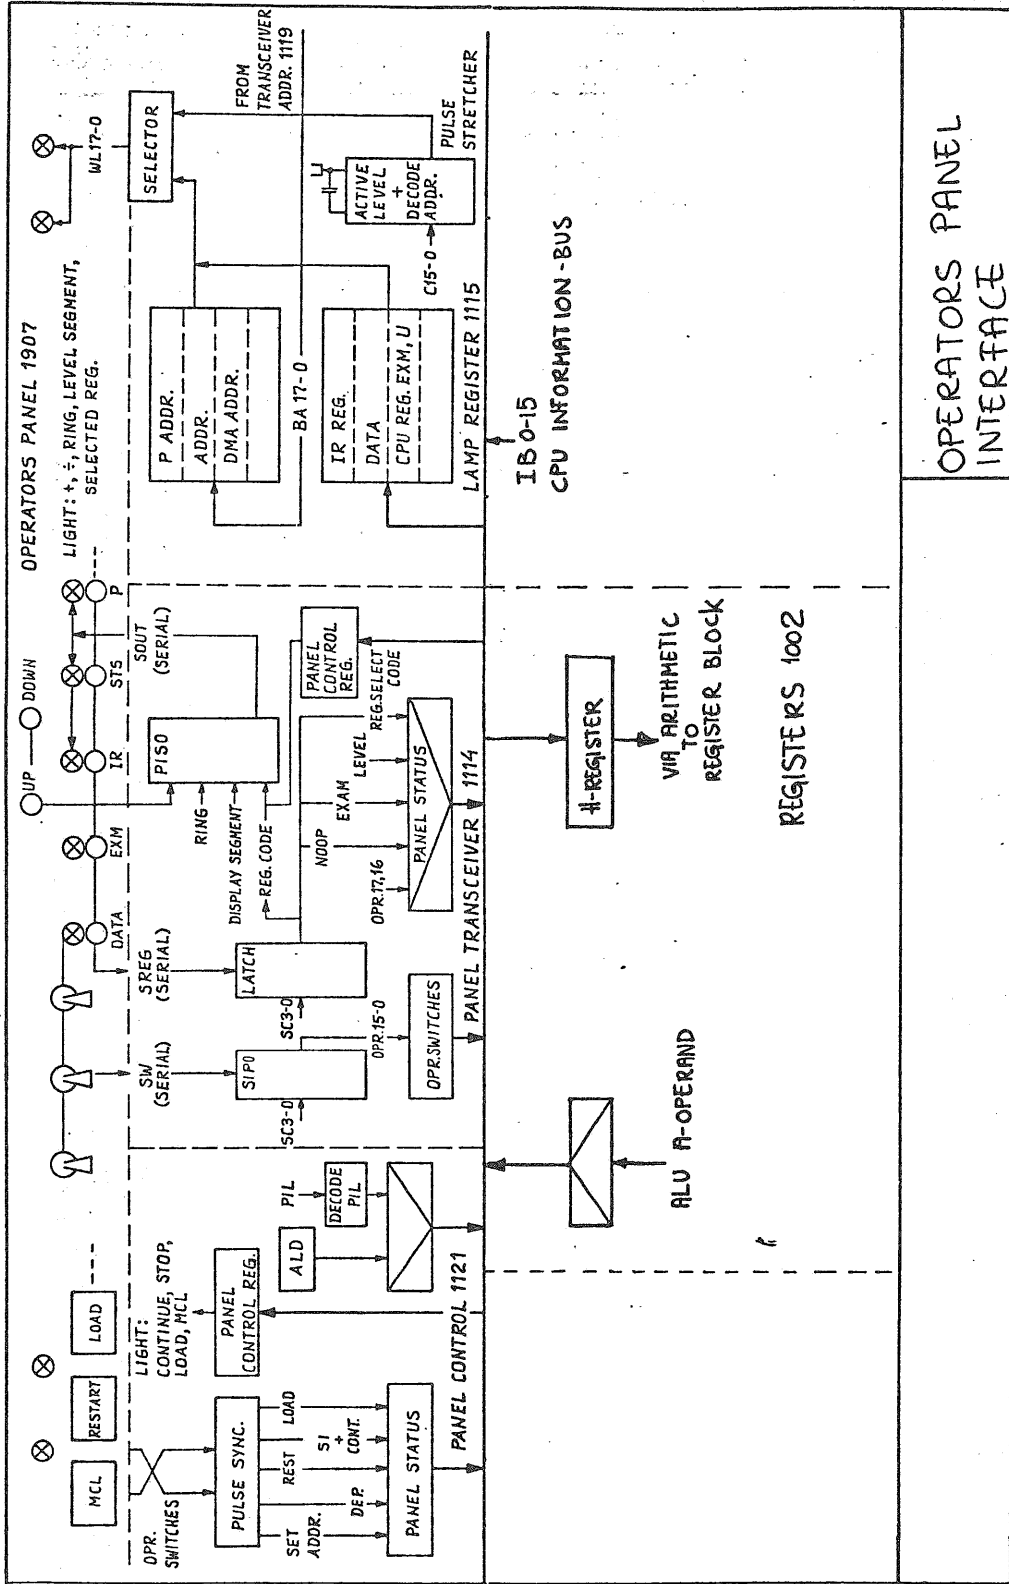 OPERATORS PANEL 1907
MCL
RESTART
LOAD
UP
DOWN
DATA
EXM
IR
STS
P
LIGHT: +, ÷, RING, LEVEL SEGMENT,
SELECTED REG.
WL17-0
OPR.
SWITCHES
LIGHT:
CONTINUE, STOP,
LOAD, MCL
PULSE SYNC.
SET
ADDR.
DEP.
REST
SI
+
CONT.
LOAD
PANEL STATUS
PANEL
CONTROL REG.
ALD
PIL
DECODE
PIL
PANEL CONTROL 1121
SW
(SERIAL)
SREG
(SERIAL)
SC3-0
SIPO
SC3-0
LATCH
OPR.15-0
OPR.SWITCHES
DISPLAY SEGMENT
REG. CODE
RING
PISO
SOUT
(SERIAL)
NOOP
EXAM
LEVEL
REG.SELECT
CODE
OPR.17,16
PANEL STATUS
PANEL
CONTROL
REG.
PANEL TRANSCEIVER 1114
P ADDR.
ADDR.
DMA ADDR.
BA 17-0
IR REG.
DATA
CPU REG. EXM, U
SELECTOR
FROM
TRANSCEIVER
ADDR. 1119
C15-0
ACTIVE
LEVEL
+
DECODE
ADDR.
PULSE
STRETCHER
LAMP REGISTER 1115
IB 0-15
CPU INFORMATION-BUS
ALU A-OPERAND
H-REGISTER
VIA ARITHMETIC
TO
REGISTER BLOCK
REGISTERS 1002
OPERATORS PANEL
INTERFACE